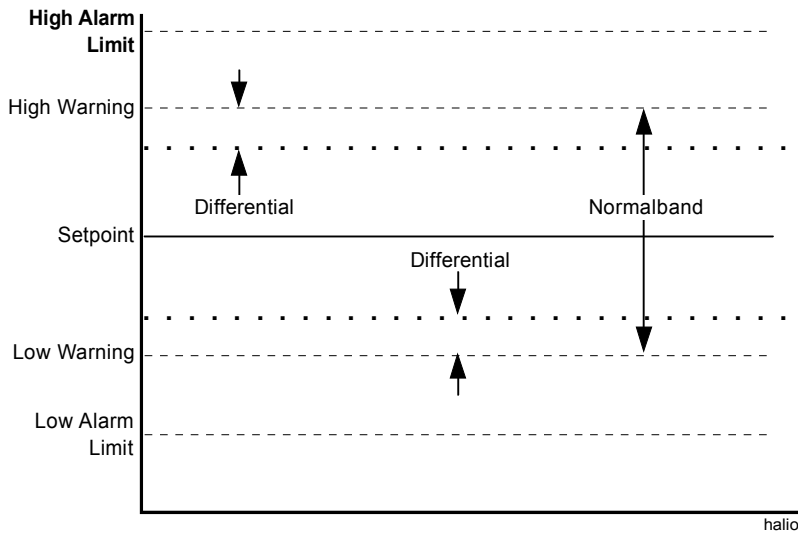 High Alarm
Limit
High Warning
Differential
Normalband
Setpoint
Differential
Low Warning
Low Alarm
Limit
halio